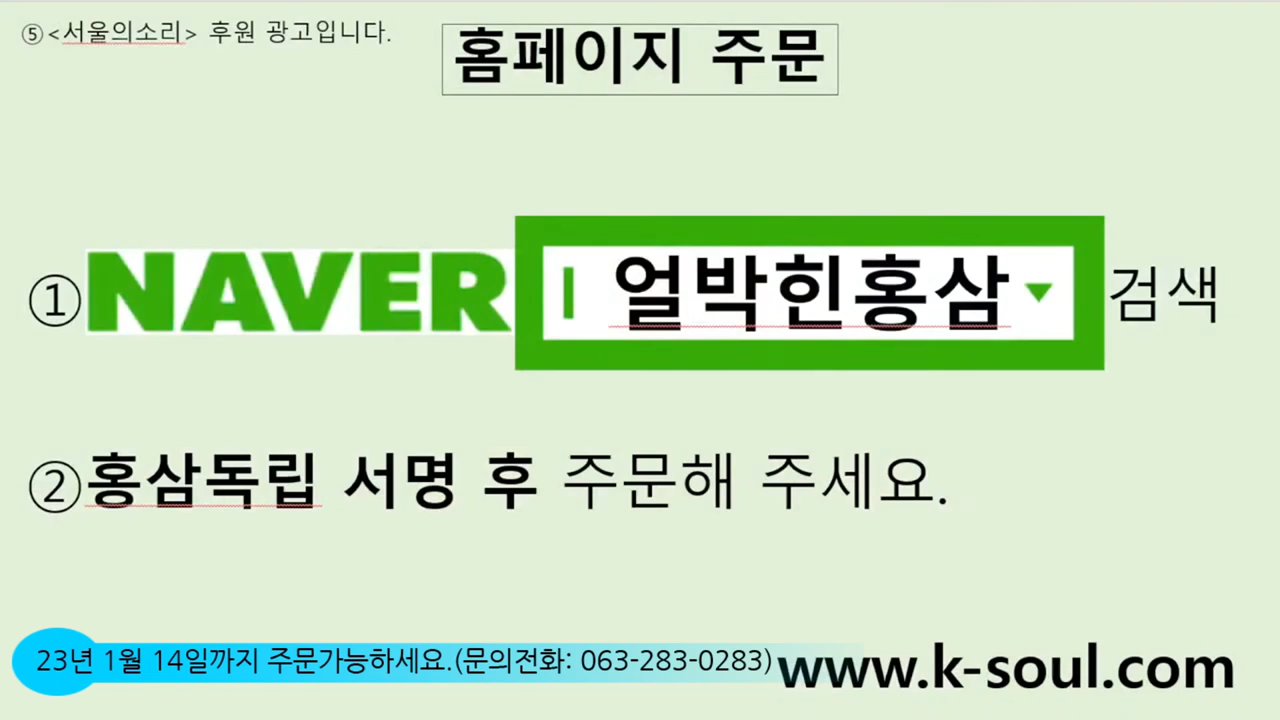 ⑤<서울의소리> 후원 광고입니다.
홈페이지 주문
①NAVER 얼박힌홍삼 검색
②홍삼독립 서명 후 주문해 주세요.
23년 1월 14일까지 주문가능하세요.(문의전화: 063-283-0283)
www.k-soul.com